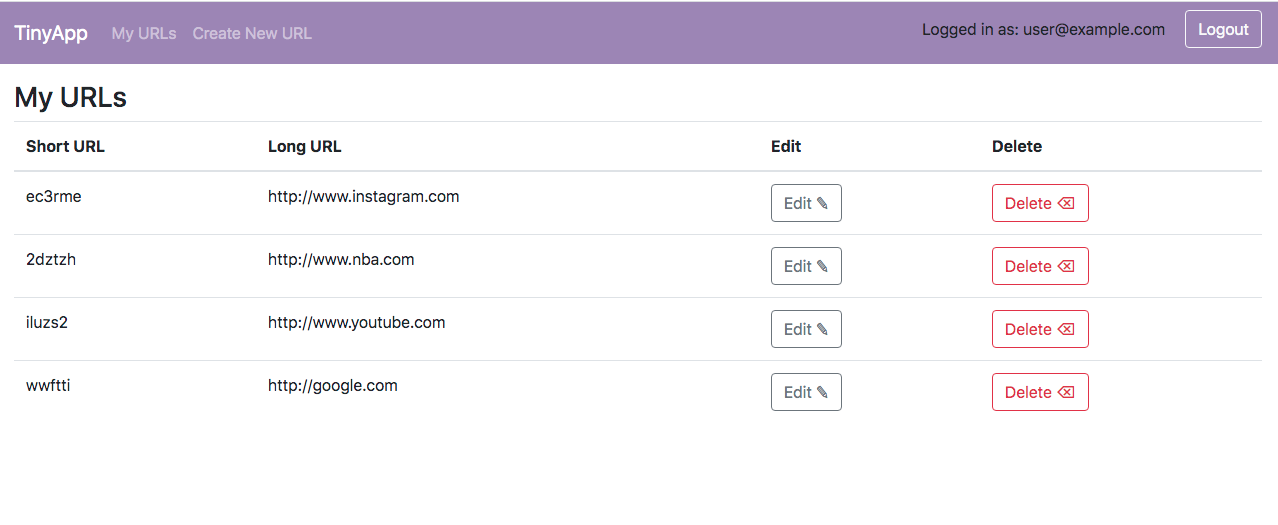 TinyApp My URLs Create New URL Logged in as: user@example.com Logout
My URLs
Short URL Long URL Edit Delete
ec3rme http://www.instagram.com Edit ✎ Delete ⌫
2dztzh http://www.nba.com Edit ✎ Delete ⌫
iluzs2 http://www.youtube.com Edit ✎ Delete ⌫
wwftti http://google.com Edit ✎ Delete ⌫